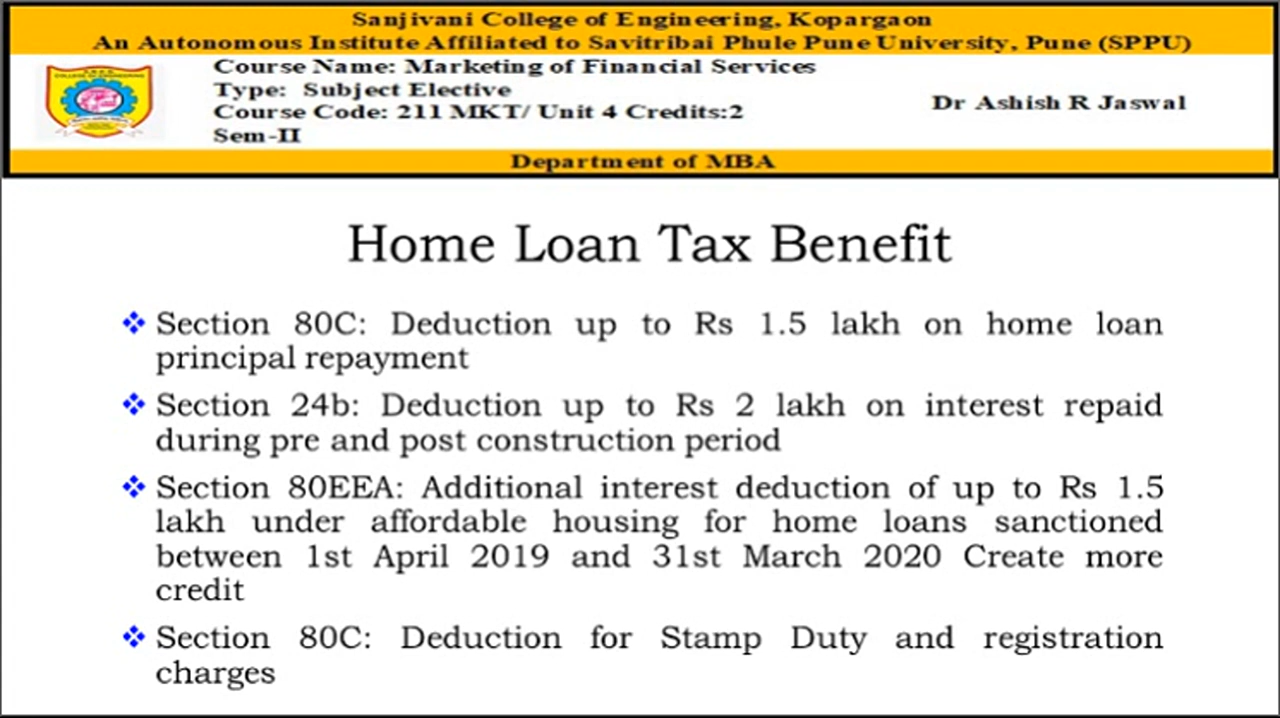 Sanjivani College of Engineering, Kopargaon
An Autonomous Institute Affiliated to Savitribai Phule Pune University, Pune (SPPU)
Course Name: Marketing of Financial Services
Type: Subject Elective
Course Code: 211 MKT/ Unit 4 Credits:2
Sem-II
Dr Ashish R Jaswal
Department of MBA
Home Loan Tax Benefit
Section 80C: Deduction up to Rs 1.5 lakh on home loan
principal repayment
Section 24b: Deduction up to Rs 2 lakh on interest repaid
during pre and post construction period
Section 80EEA: Additional interest deduction of up to Rs 1.5
lakh under affordable housing for home loans sanctioned
between 1st April 2019 and 31st March 2020 Create more
credit
Section 80C: Deduction for Stamp Duty and registration
charges